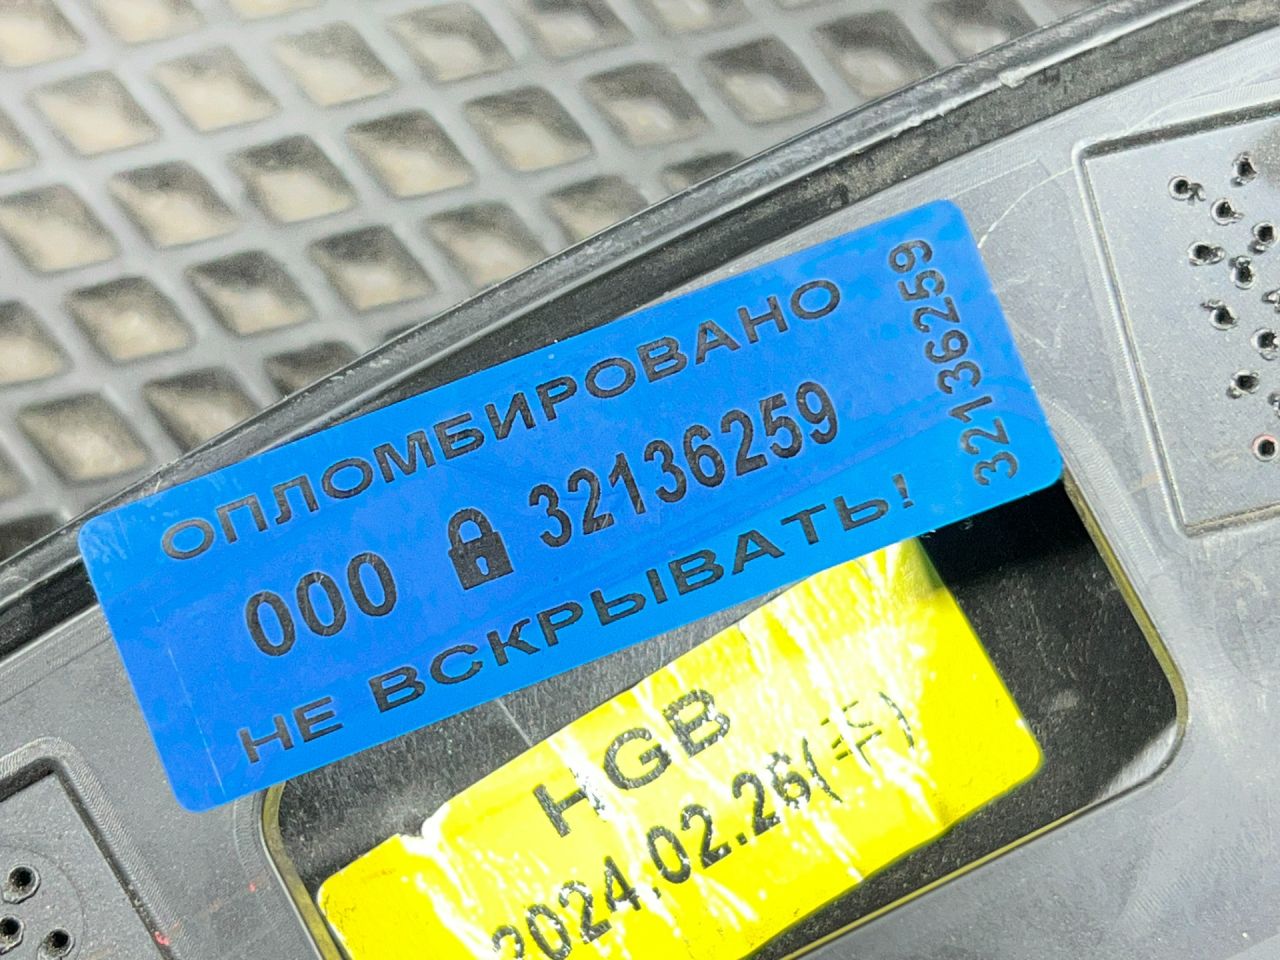 ОПЛОМБИРОВАНО
000 32136259
НЕ ВСКРЫВАТЬ!
32136259
HGB
2024.02.26(